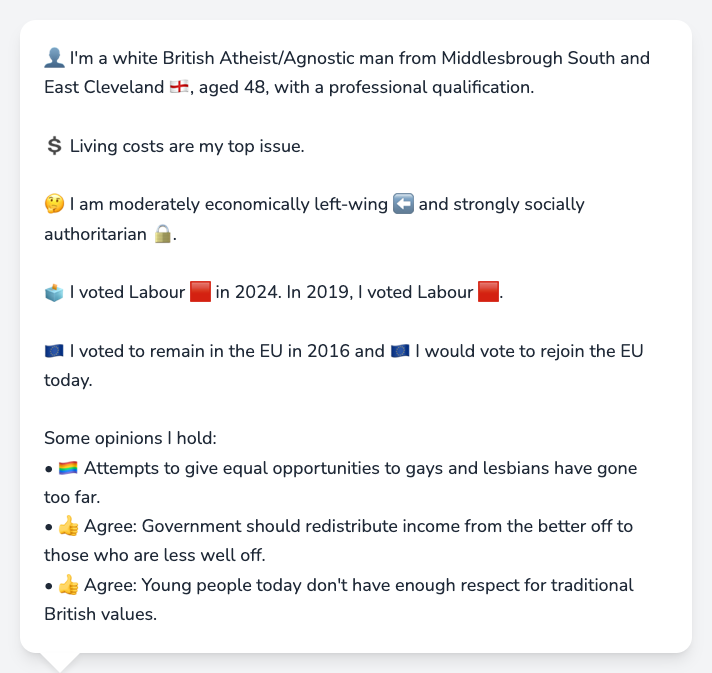 👤 I'm a white British Atheist/Agnostic man from Middlesbrough South and
East Cleveland 🏴󠁧󠁢󠁥󠁮󠁧󠁿, aged 48, with a professional qualification.
💲 Living costs are my top issue.
🤔 I am moderately economically left-wing ⬅️ and strongly socially
authoritarian 🔒.
🗳️ I voted Labour 🟥 in 2024. In 2019, I voted Labour 🟥.
🇪🇺 I voted to remain in the EU in 2016 and 🇪🇺 I would vote to rejoin the EU
today.
Some opinions I hold:
• 🏳️‍🌈 Attempts to give equal opportunities to gays and lesbians have gone
too far.
• 👍 Agree: Government should redistribute income from the better off to
those who are less well off.
• 👍 Agree: Young people today don't have enough respect for traditional
British values.